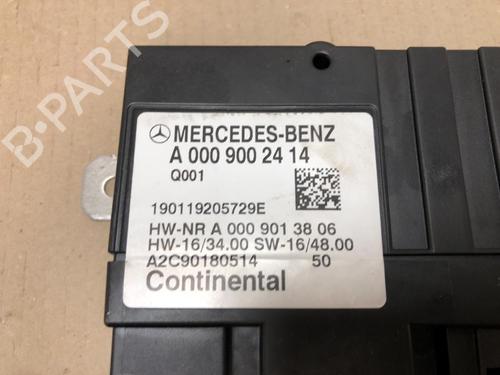 MERCEDES-BENZ
A 000 900 24 14
Q001
190119205729E
HW-NR A 000 901 38 06
HW-16/34.00 SW-16/48.00
A2C90180514 50
Continental
B-PARTS